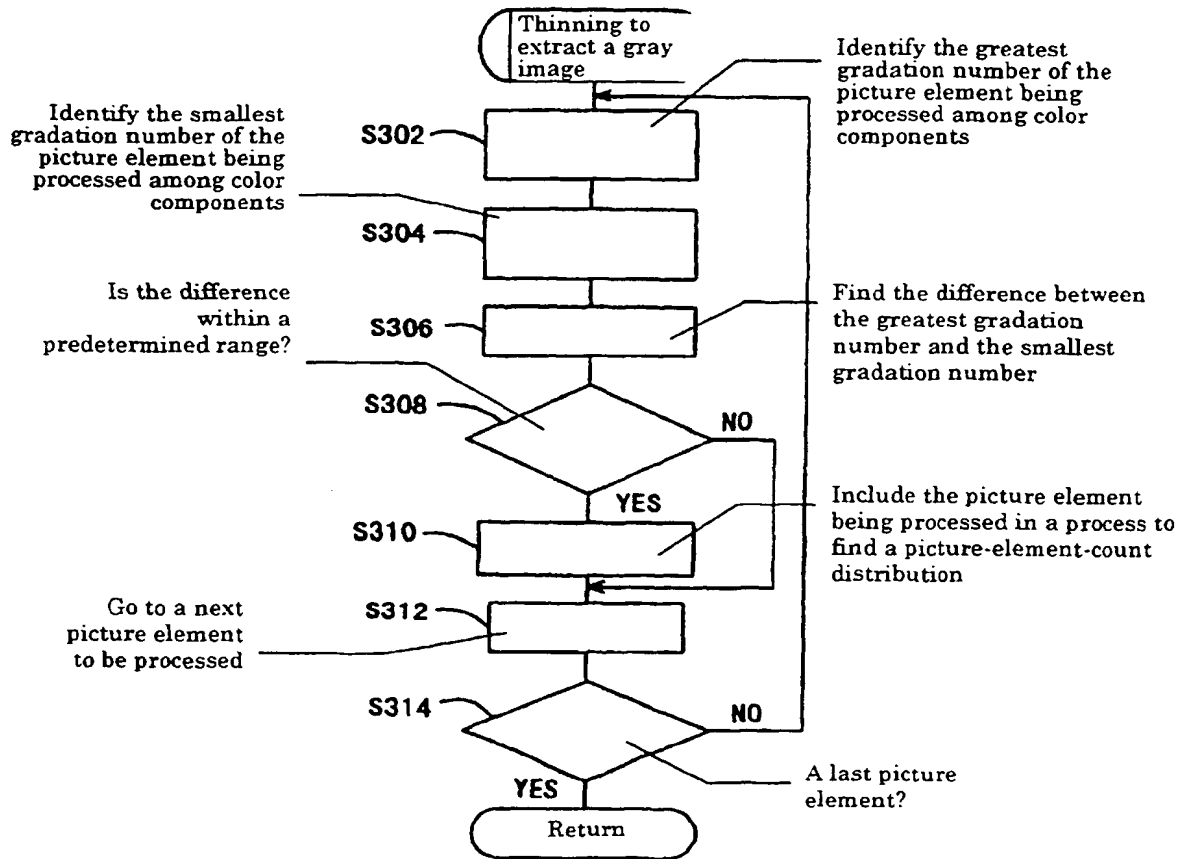 Thinning to
extract a gray
image
Identify the greatest
gradation number of the
picture element being
processed among color
components
S302
Identify the smallest
gradation number of the
picture element being
processed among color
components
S304
Find the difference between
the greatest gradation
number and the smallest
gradation number
S306
Is the difference
within a
predetermined range?
S308
NO
YES
Include the picture element
being processed in a process to
find a picture-element-count
distribution
S310
Go to a next
picture element
to be processed
S312
S314
NO
A last picture
element?
YES
Return